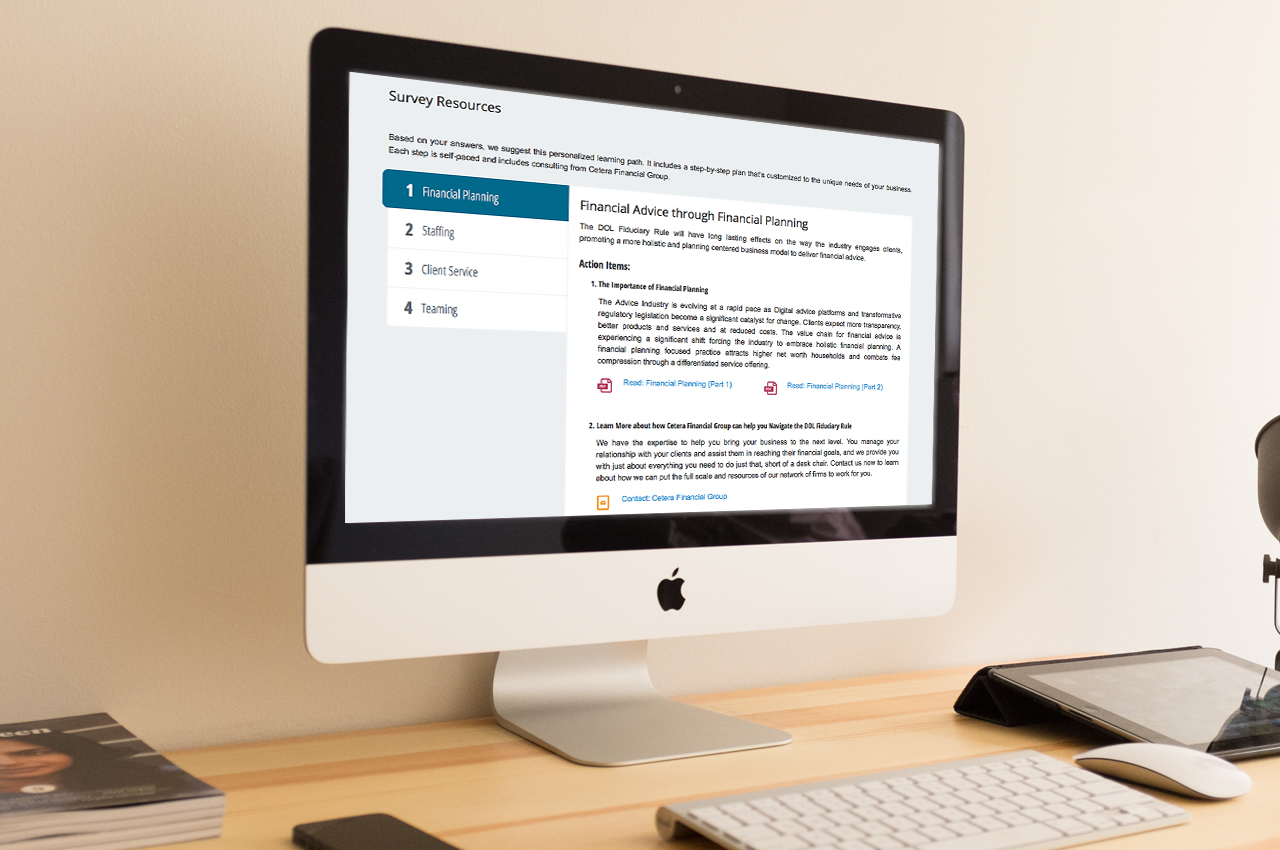 Survey Resources
Based on your answers, we suggest this personalized learning path. It includes a step-by-step plan that's customized to the unique needs of your business.
Each step is self-paced and includes consulting from Cetera Financial Group.
1 Financial Planning
2 Staffing
3 Client Service
4 Teaming
Financial Advice through Financial Planning
The DOL Fiduciary Rule will have long lasting effects on the way the industry engages clients,
promoting a more holistic and planning centered business model to deliver financial advice.
Action Items:
1. The Importance of Financial Planning
The Advice Industry is evolving at a rapid pace as Digital advice platforms and transformative
regulatory legislation become a significant catalyst for change. Clients expect more transparency,
better products and services and at reduced costs. The value chain for financial advice is
experiencing a significant shift forcing the industry to embrace holistic financial planning. A
financial planning focused practice attracts higher net worth households and combats fee
compression through a differentiated service offering.
Read: Financial Planning (Part 1)
Read: Financial Planning (Part 2)
2. Learn More about how Cetera Financial Group can help you Navigate the DOL Fiduciary Rule
We have the expertise to help you bring your business to the next level. You manage your
relationship with your clients and assist them in reaching their financial goals, and we provide you
with just about everything you need to do just that, short of a desk chair. Contact us now to learn
about how we can put the full scale and resources of our network of firms to work for you.
Contact: Cetera Financial Group